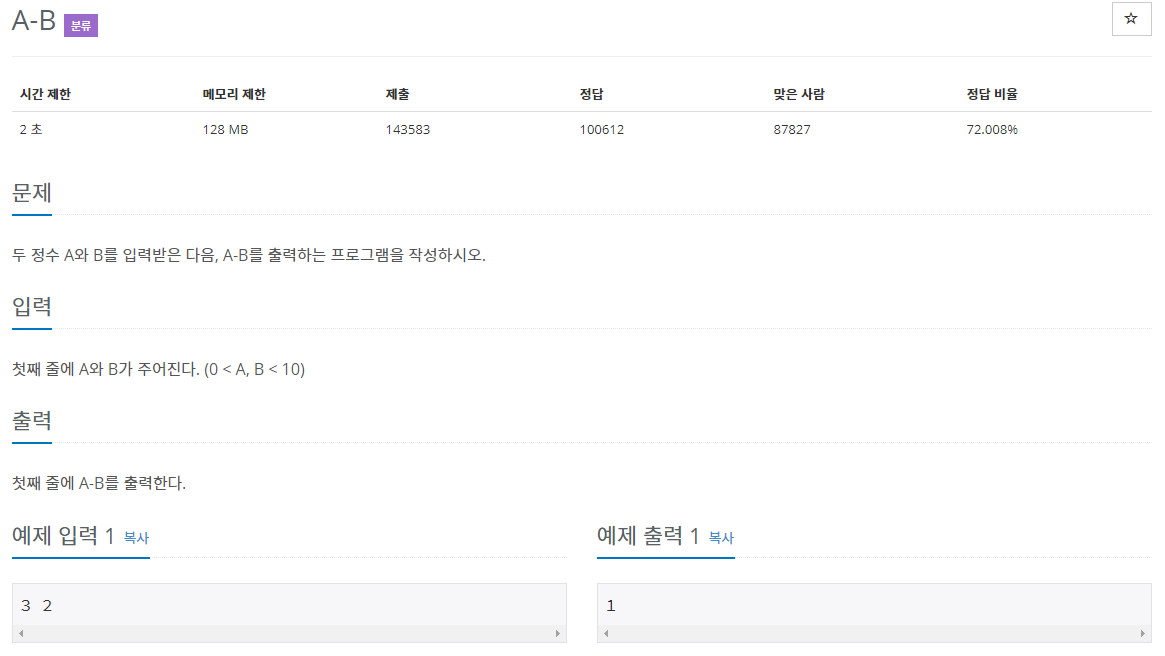 A-B 분류
☆
시간 제한 메모리 제한 제출 정답 맞은 사람 정답 비율
2 초 128 MB 143583 100612 87827 72.008%
문제
두 정수 A와 B를 입력받은 다음, A-B를 출력하는 프로그램을 작성하시오.
입력
첫째 줄에 A와 B가 주어진다. (0 < A, B < 10)
출력
첫째 줄에 A-B를 출력한다.
예제 입력 1 복사
3 2
예제 출력 1 복사
1